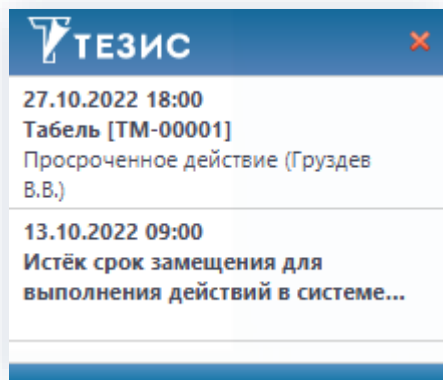 ТЕЗИС
27.10.2022 18:00
Табель [ТМ-00001]
Просроченное действие (Груздев
В.В.)
13.10.2022 09:00
Истёк срок замещения для
выполнения действий в системе...